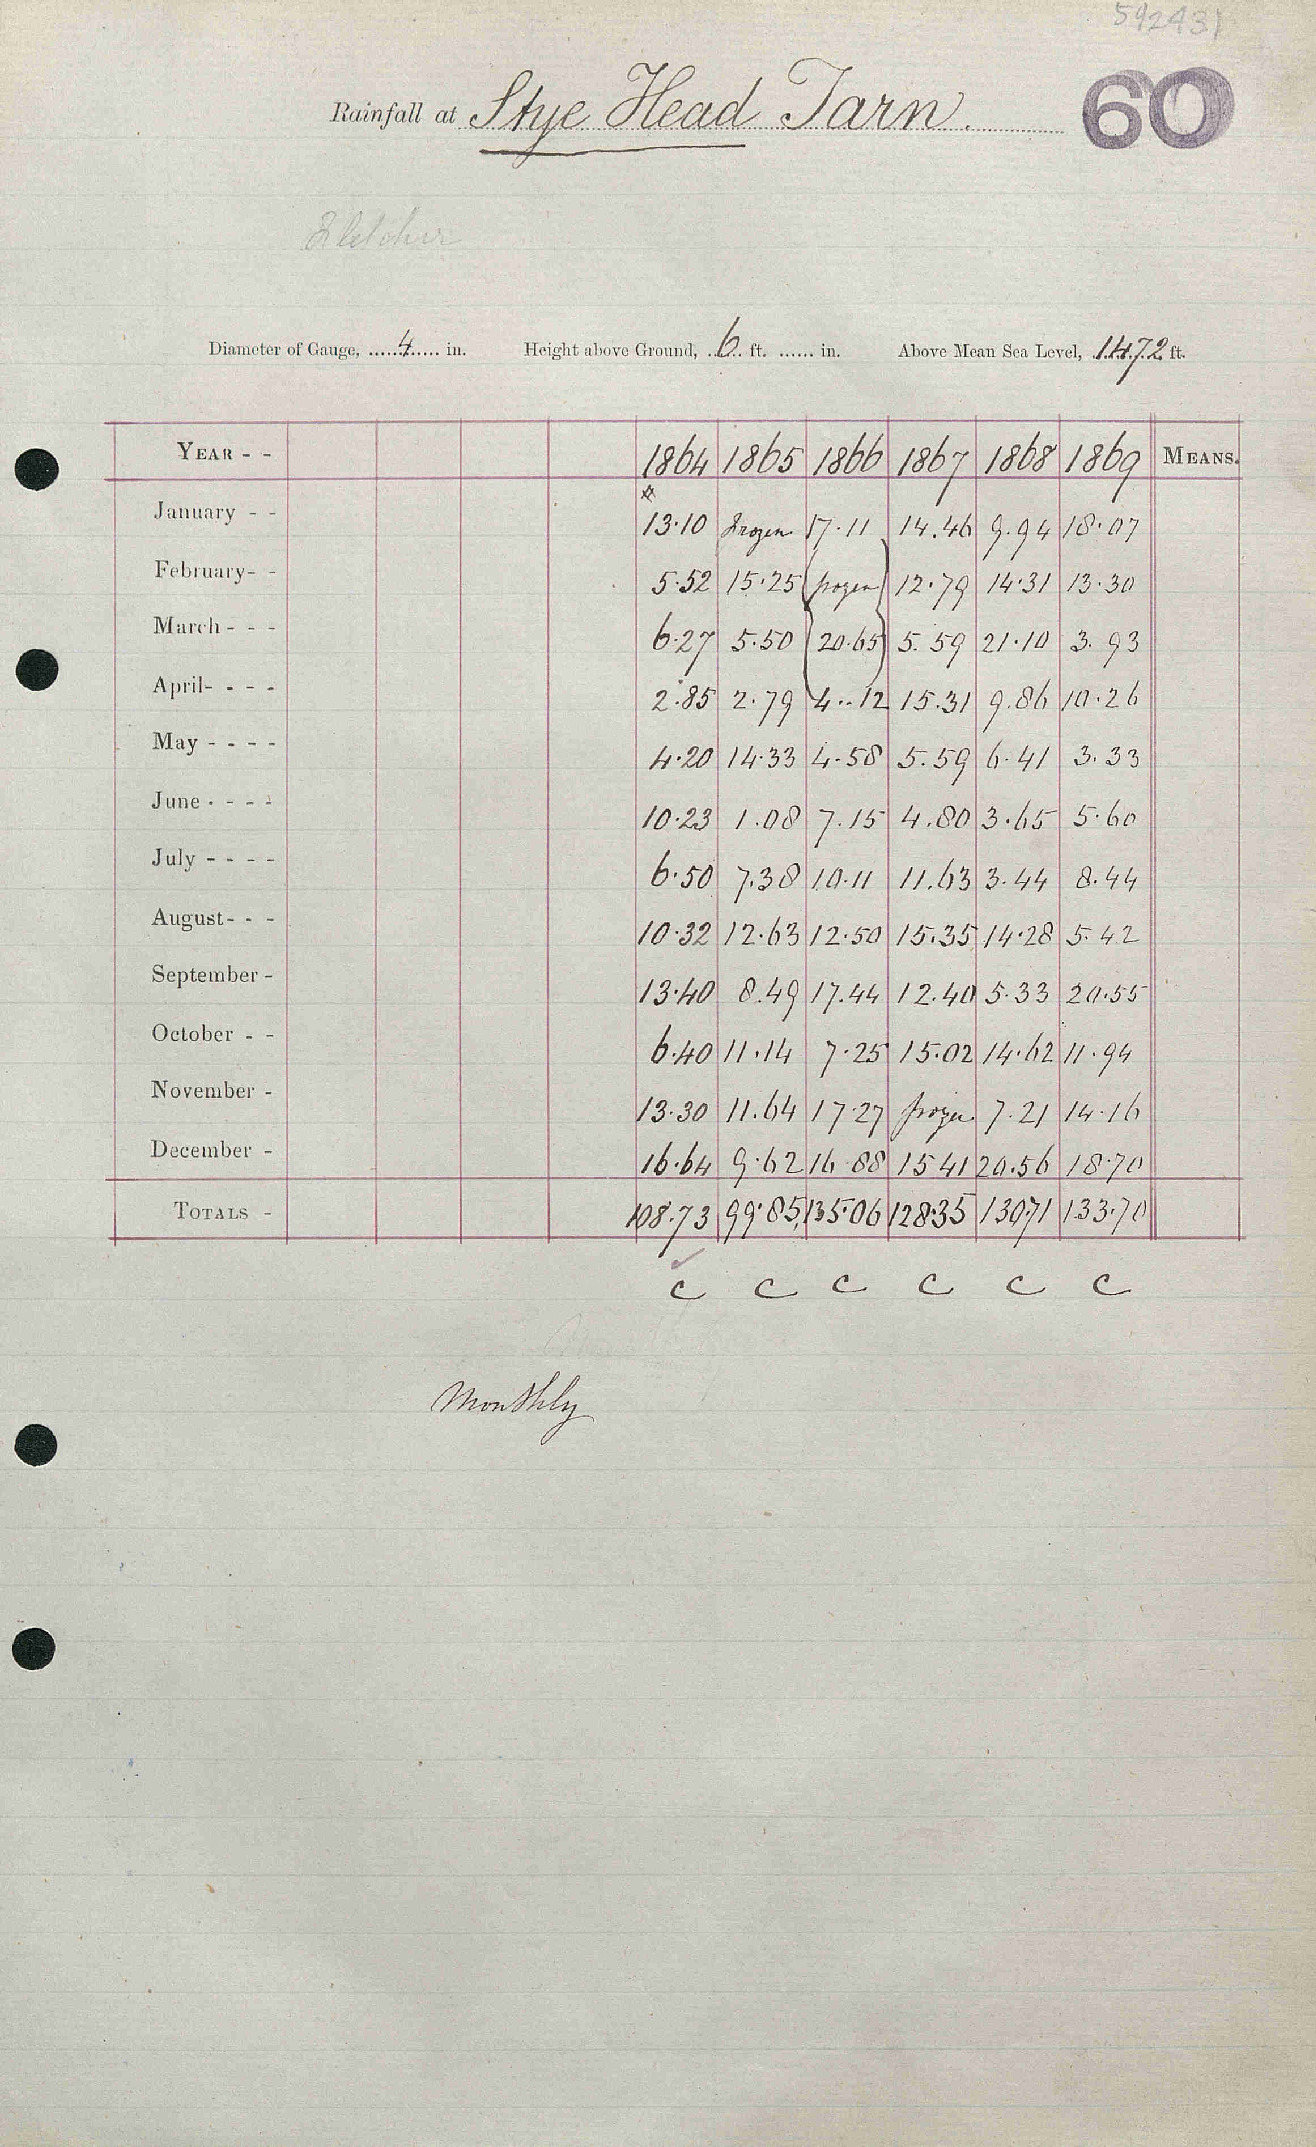 592431
Rainfall at Stye Head Tarn. 60
Fletcher
Diameter of Gauge, 4 in. Height above Ground, 6 ft. in. Above Mean Sea Level, 1472 ft.
YEAR - - 1864 1865 1866 1867 1868 1869 MEANS.
January - - 13.10 frozen 17.11 14.46 9.94 18.07
February- - 5.52 15.25 frozen 12.79 14.31 13.30
March - - - 6.27 5.50 20.65 5.59 21.10 3.93
April- - - - 2.85 2.79 4.12 15.31 9.86 10.26
May - - - - 4.20 14.33 4.58 5.59 6.41 3.33
June - - - - 10.23 1.08 7.15 4.80 3.65 5.60
July - - - - 6.50 7.38 10.11 11.63 3.44 8.44
August- - - 10.32 12.63 12.50 15.35 14.28 5.42
September - 13.40 8.49 17.44 12.40 5.33 20.55
October - - 6.40 11.14 7.25 15.02 14.62 11.94
November - 13.30 11.64 17.27 frozen 7.21 14.16
December - 16.64 9.62 16.88 15.41 20.56 18.70
TOTALS - 108.73 99.85 135.06 128.35 130.71 133.70
C C C C C C
Monthly